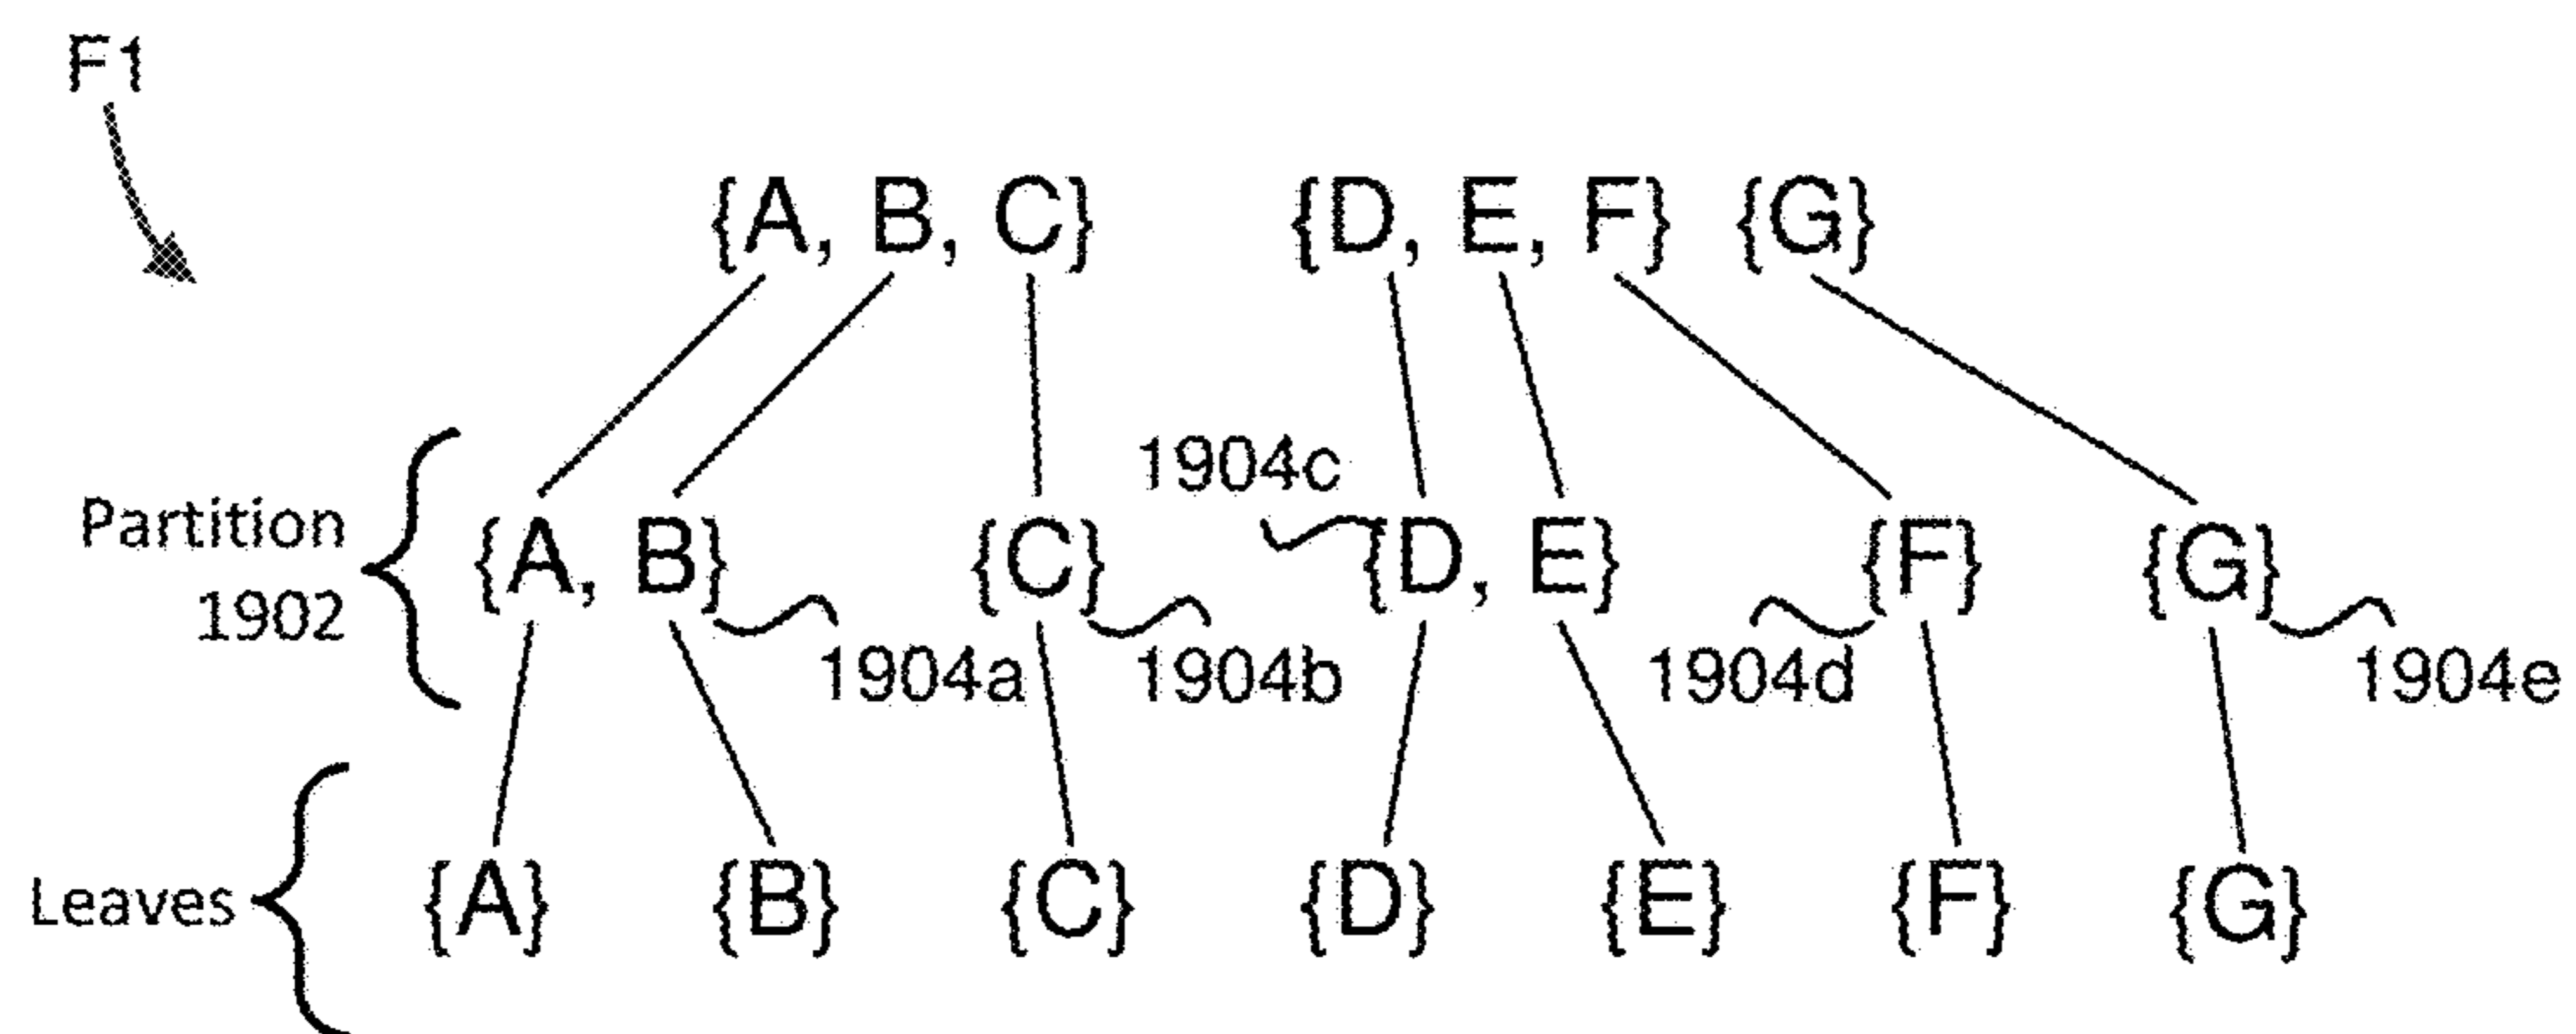 F1
{A, B, C} {D, E, F} {G}
1904c
Partition 1902
{A, B} {C} {D, E} {F} {G}
1904a 1904b 1904d 1904e
Leaves
{A} {B} {C} {D} {E} {F} {G}